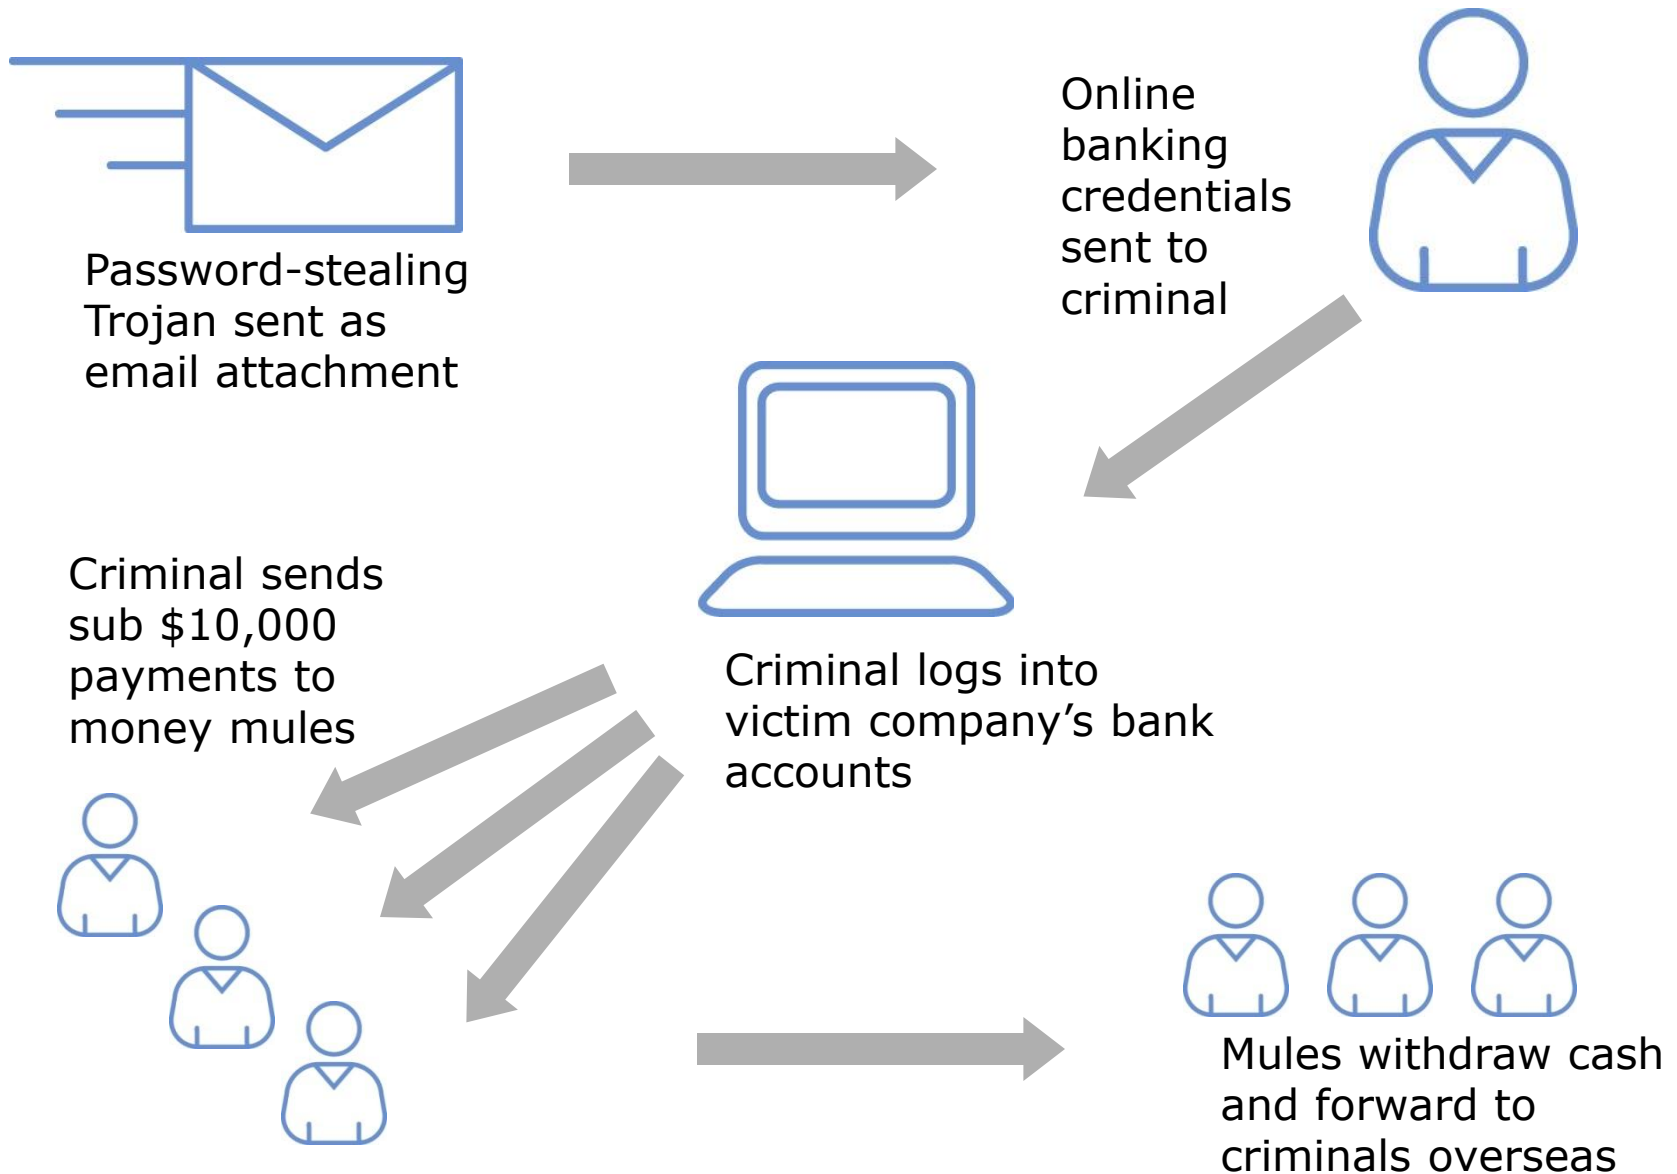 Password-stealing
Trojan sent as
email attachment
Online
banking
credentials
sent to
criminal
Criminal logs into
victim company’s bank
accounts
Criminal sends
sub $10,000
payments to
money mules
Mules withdraw cash
and forward to
criminals overseas